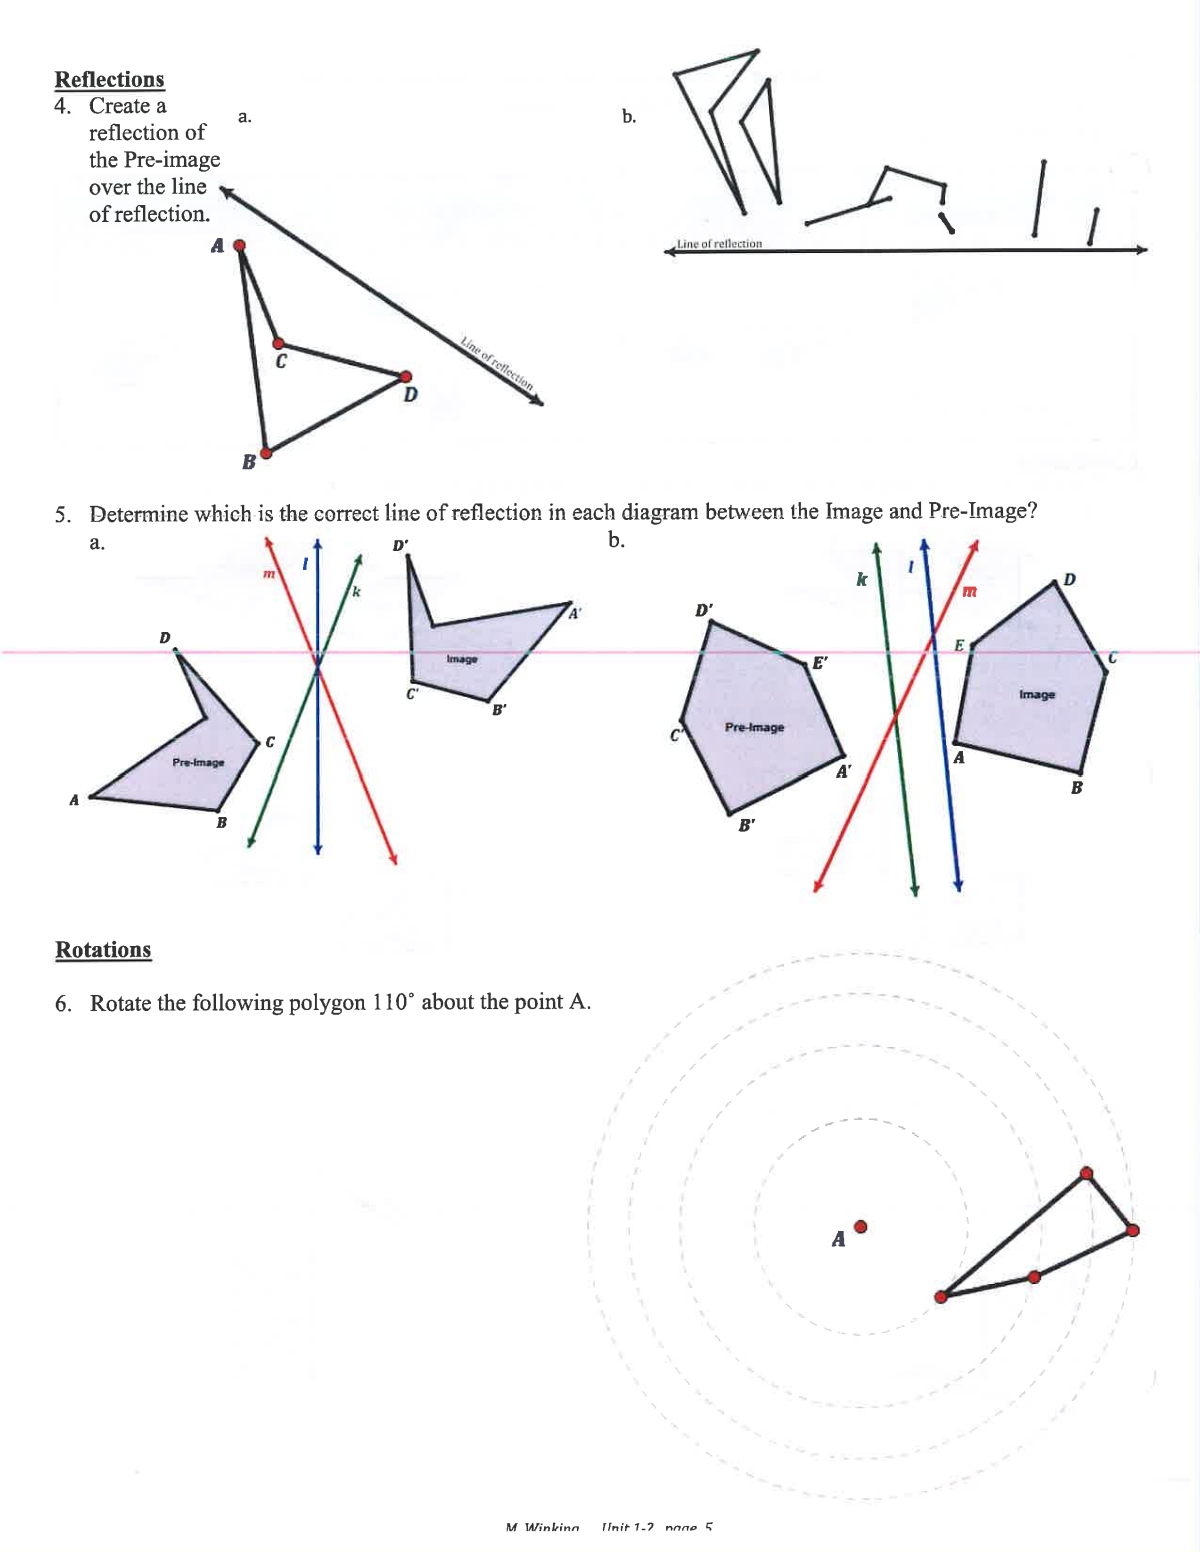 Reflections
4. Create a
reflection of
the Pre-image
over the line
of reflection.
a.
A
C
D
B
Line of reflection
b.
Line of reflection
5. Determine which is the correct line of reflection in each diagram between the Image and Pre-Image?
a.
m
l
k
D'
A'
Image
C'
B'
D
C
Pre-Image
A
B
b.
k
l
m
D
D'
E
C
E'
Image
C'
Pre-Image
A
A'
B
B'
Rotations
6. Rotate the following polygon 110° about the point A.
A
M. Winking Unit 1-2 page 5